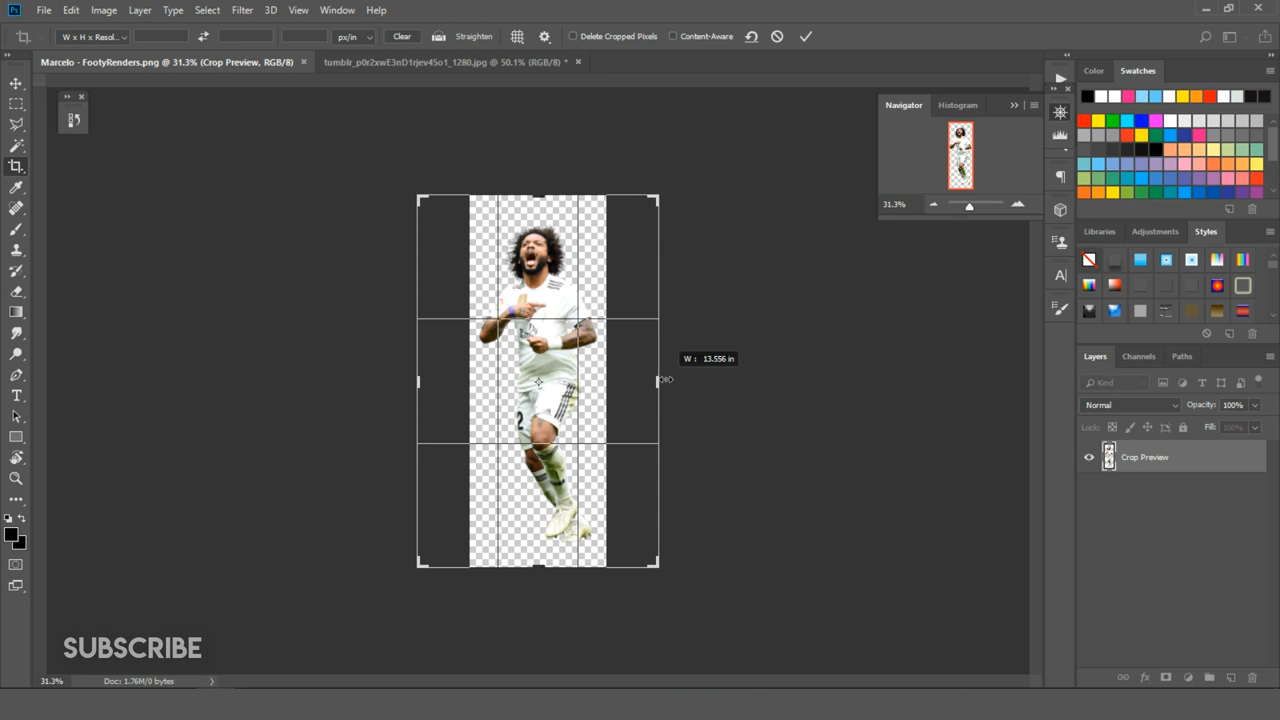 Ps File Edit Image Layer Type Select Filter 3D View Window Help
W x H x Resol... px/in Clear Straighten Delete Cropped Pixels Content-Aware
Marcelo - FootyRenders.png @ 31.3% (Crop Preview, RGB/8) × tumblr_p0r2xwE3nD1rjev45o1_1280.jpg @ 50.1% (RGB/8) * ×
Color Swatches
Navigator Histogram
31.3%
Libraries Adjustments Styles
W : 13.556 in
Layers Channels Paths
Kind
Normal Opacity: 100%
Lock: Fill: 100%
Crop Preview
2
SUBSCRIBE
31.3% Doc: 1.76M/0 bytes